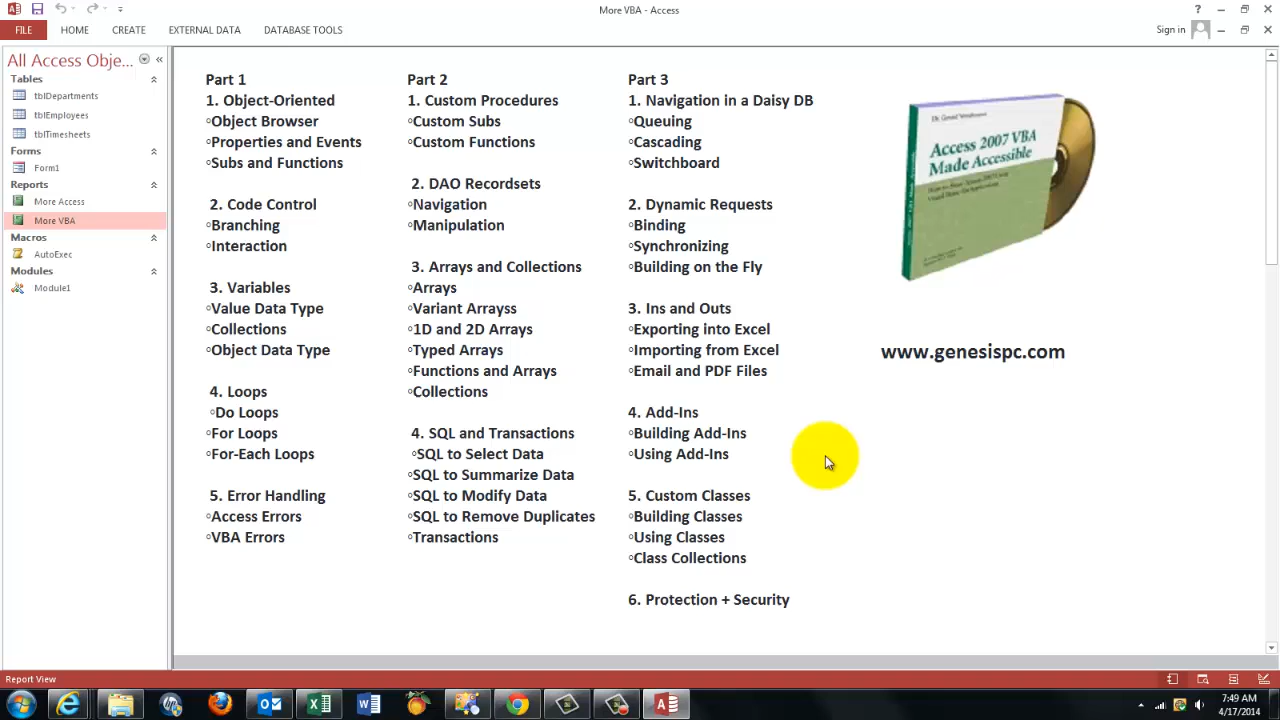 More VBA - Access
FILE
HOME
CREATE
EXTERNAL DATA
DATABASE TOOLS
Sign in
All Access Obje...
Tables
tblDepartments
tblEmployees
tblTimesheets
Forms
Form1
Reports
More Access
More VBA
Macros
AutoExec
Modules
Module1
Part 1
1. Object-Oriented
◦Object Browser
◦Properties and Events
◦Subs and Functions
2. Code Control
◦Branching
◦Interaction
3. Variables
◦Value Data Type
◦Collections
◦Object Data Type
4. Loops
◦Do Loops
◦For Loops
◦For-Each Loops
5. Error Handling
◦Access Errors
◦VBA Errors
Part 2
1. Custom Procedures
◦Custom Subs
◦Custom Functions
2. DAO Recordsets
◦Navigation
◦Manipulation
3. Arrays and Collections
◦Arrays
◦Variant Arrayss
◦1D and 2D Arrays
◦Typed Arrays
◦Functions and Arrays
◦Collections
4. SQL and Transactions
◦SQL to Select Data
◦SQL to Summarize Data
◦SQL to Modify Data
◦SQL to Remove Duplicates
◦Transactions
Part 3
1. Navigation in a Daisy DB
◦Queuing
◦Cascading
◦Switchboard
2. Dynamic Requests
◦Binding
◦Synchronizing
◦Building on the Fly
3. Ins and Outs
◦Exporting into Excel
◦Importing from Excel
◦Email and PDF Files
4. Add-Ins
◦Building Add-Ins
◦Using Add-Ins
5. Custom Classes
◦Building Classes
◦Using Classes
◦Class Collections
6. Protection + Security
Access 2007 VBA
Made Accessible
www.genesispc.com
Report View
7:49 AM
4/17/2014